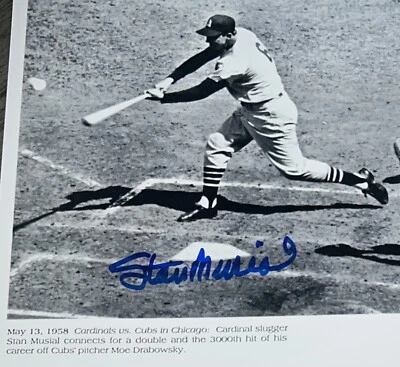 Stan Musial
May 13, 1958 Cardinals vs. Cubs in Chicago: Cardinal slugger
Stan Musial connects for a double and the 3000th hit of his
career off Cubs' pitcher Moe Drabowsky.